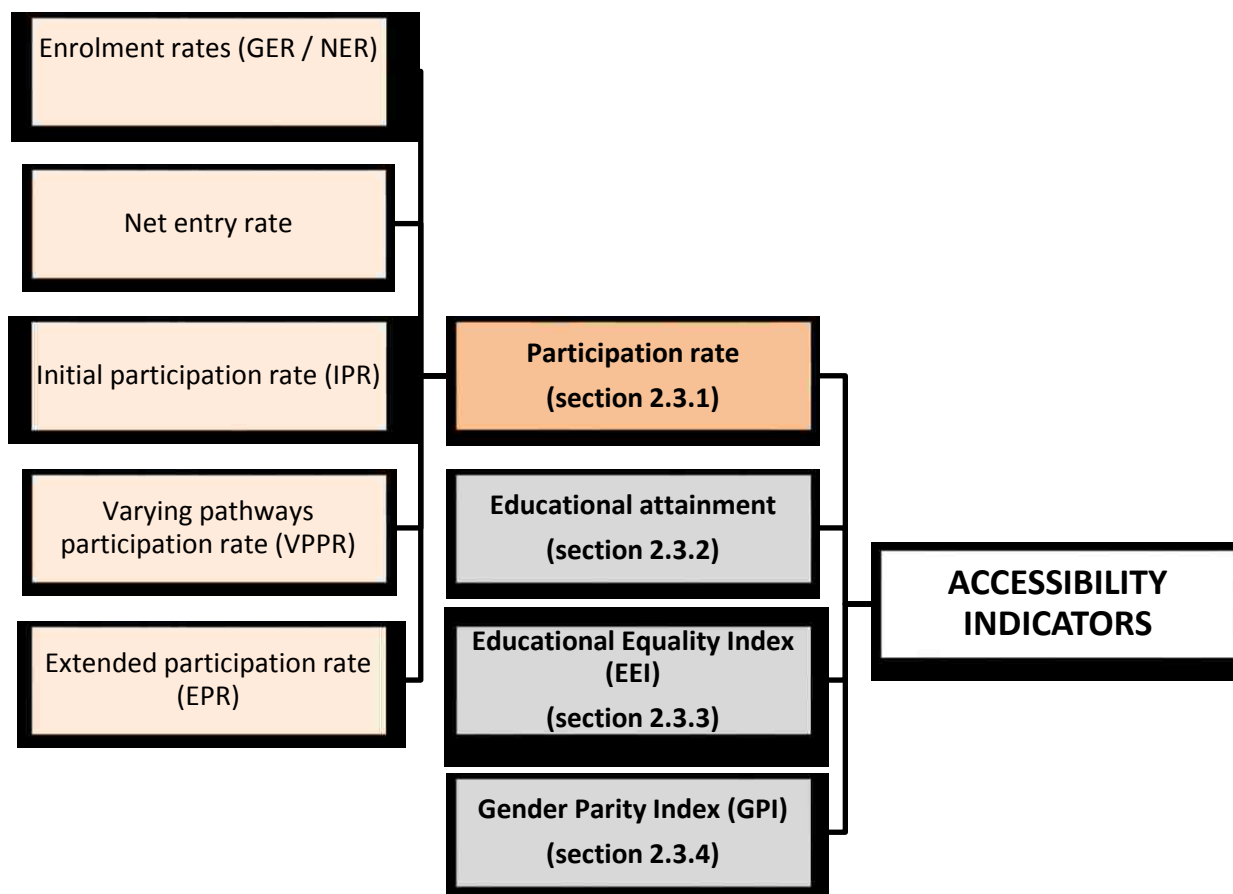 Enrolment rates (GER / NER)
Net entry rate
Initial participation rate (IPR)
Varying pathways
participation rate (VPPR)
Extended participation rate
(EPR)
Participation rate
(section 2.3.1)
Educational attainment
(section 2.3.2)
Educational Equality Index
(EEI)
(section 2.3.3)
Gender Parity Index (GPI)
(section 2.3.4)
ACCESSIBILITY
INDICATORS